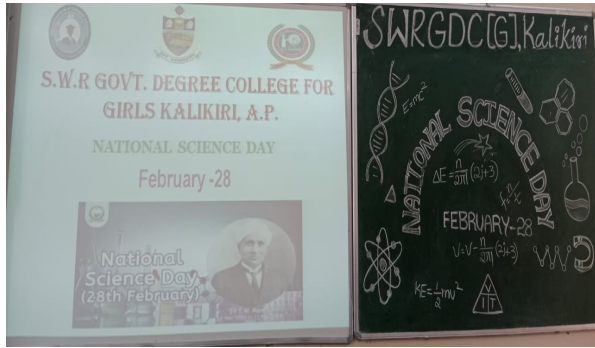 S.W.R GOVT. DEGREE COLLEGE FOR
GIRLS KALIKIRI, A.P.
NATIONAL SCIENCE DAY
February -28
National
Science Day
(28th February)
SWRGDC[G], Kalikiri
E=mc²
NATIONAL SCIENCE DAY
FEBRUARY-28
KE=½mv²
V
I T